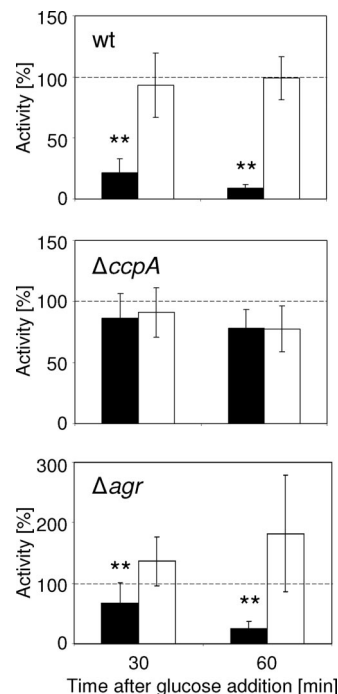 150
wt
100
50
0
Activity [%]
**
**
150
ΔccpA
100
50
0
Activity [%]
300
Δagr
200
100
0
Activity [%]
**
**
30
60
Time after glucose addition [min]